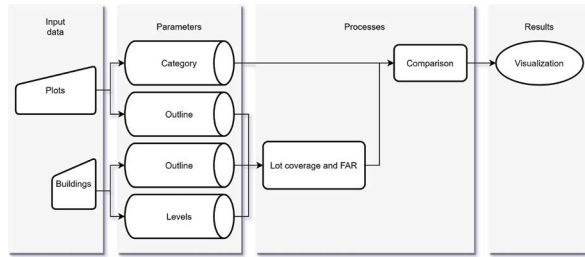 Input
data
Parameters
Processes
Results
Category
Comparison
Visualization
Plots
Outline
Outline
Lot coverage and FAR
Buildings
Levels